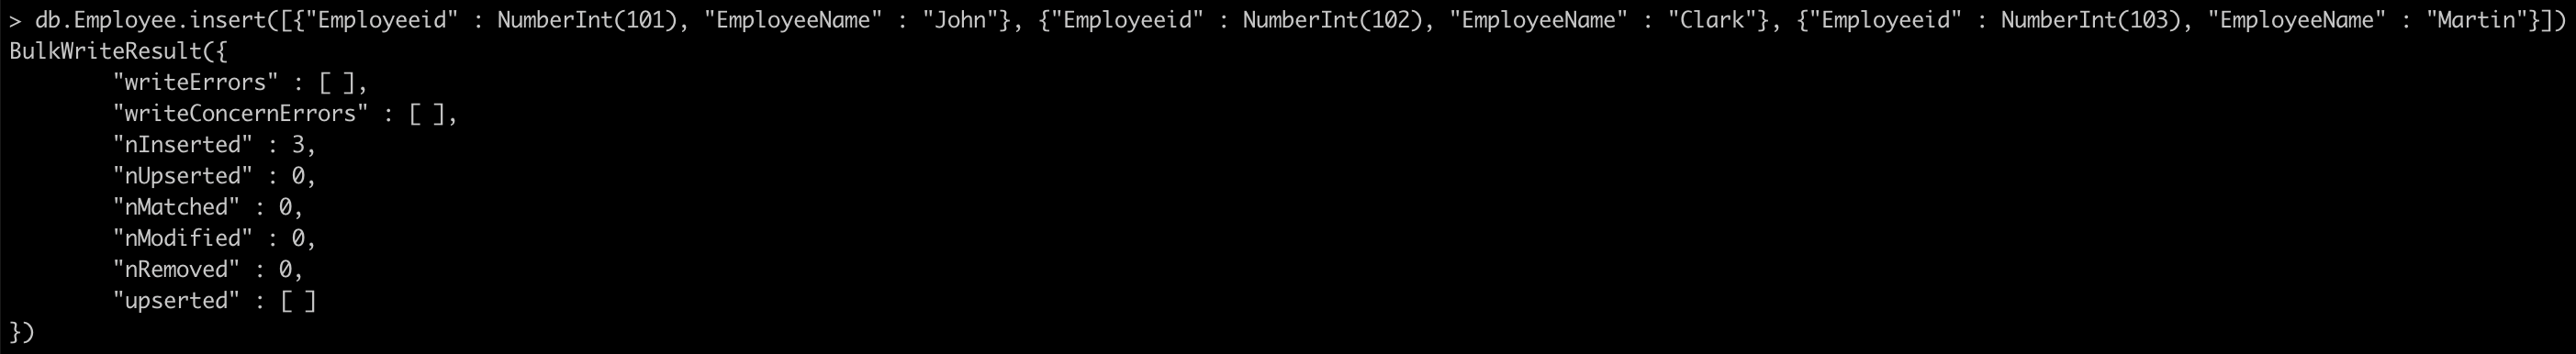 > db.Employee.insert([{"Employeeid" : NumberInt(101), "EmployeeName" : "John"}, {"Employeeid" : NumberInt(102), "EmployeeName" : "Clark"}, {"Employeeid" : NumberInt(103), "EmployeeName" : "Martin"}])
BulkWriteResult({
        "writeErrors" : [ ],
        "writeConcernErrors" : [ ],
        "nInserted" : 3,
        "nUpserted" : 0,
        "nMatched" : 0,
        "nModified" : 0,
        "nRemoved" : 0,
        "upserted" : [ ]
})